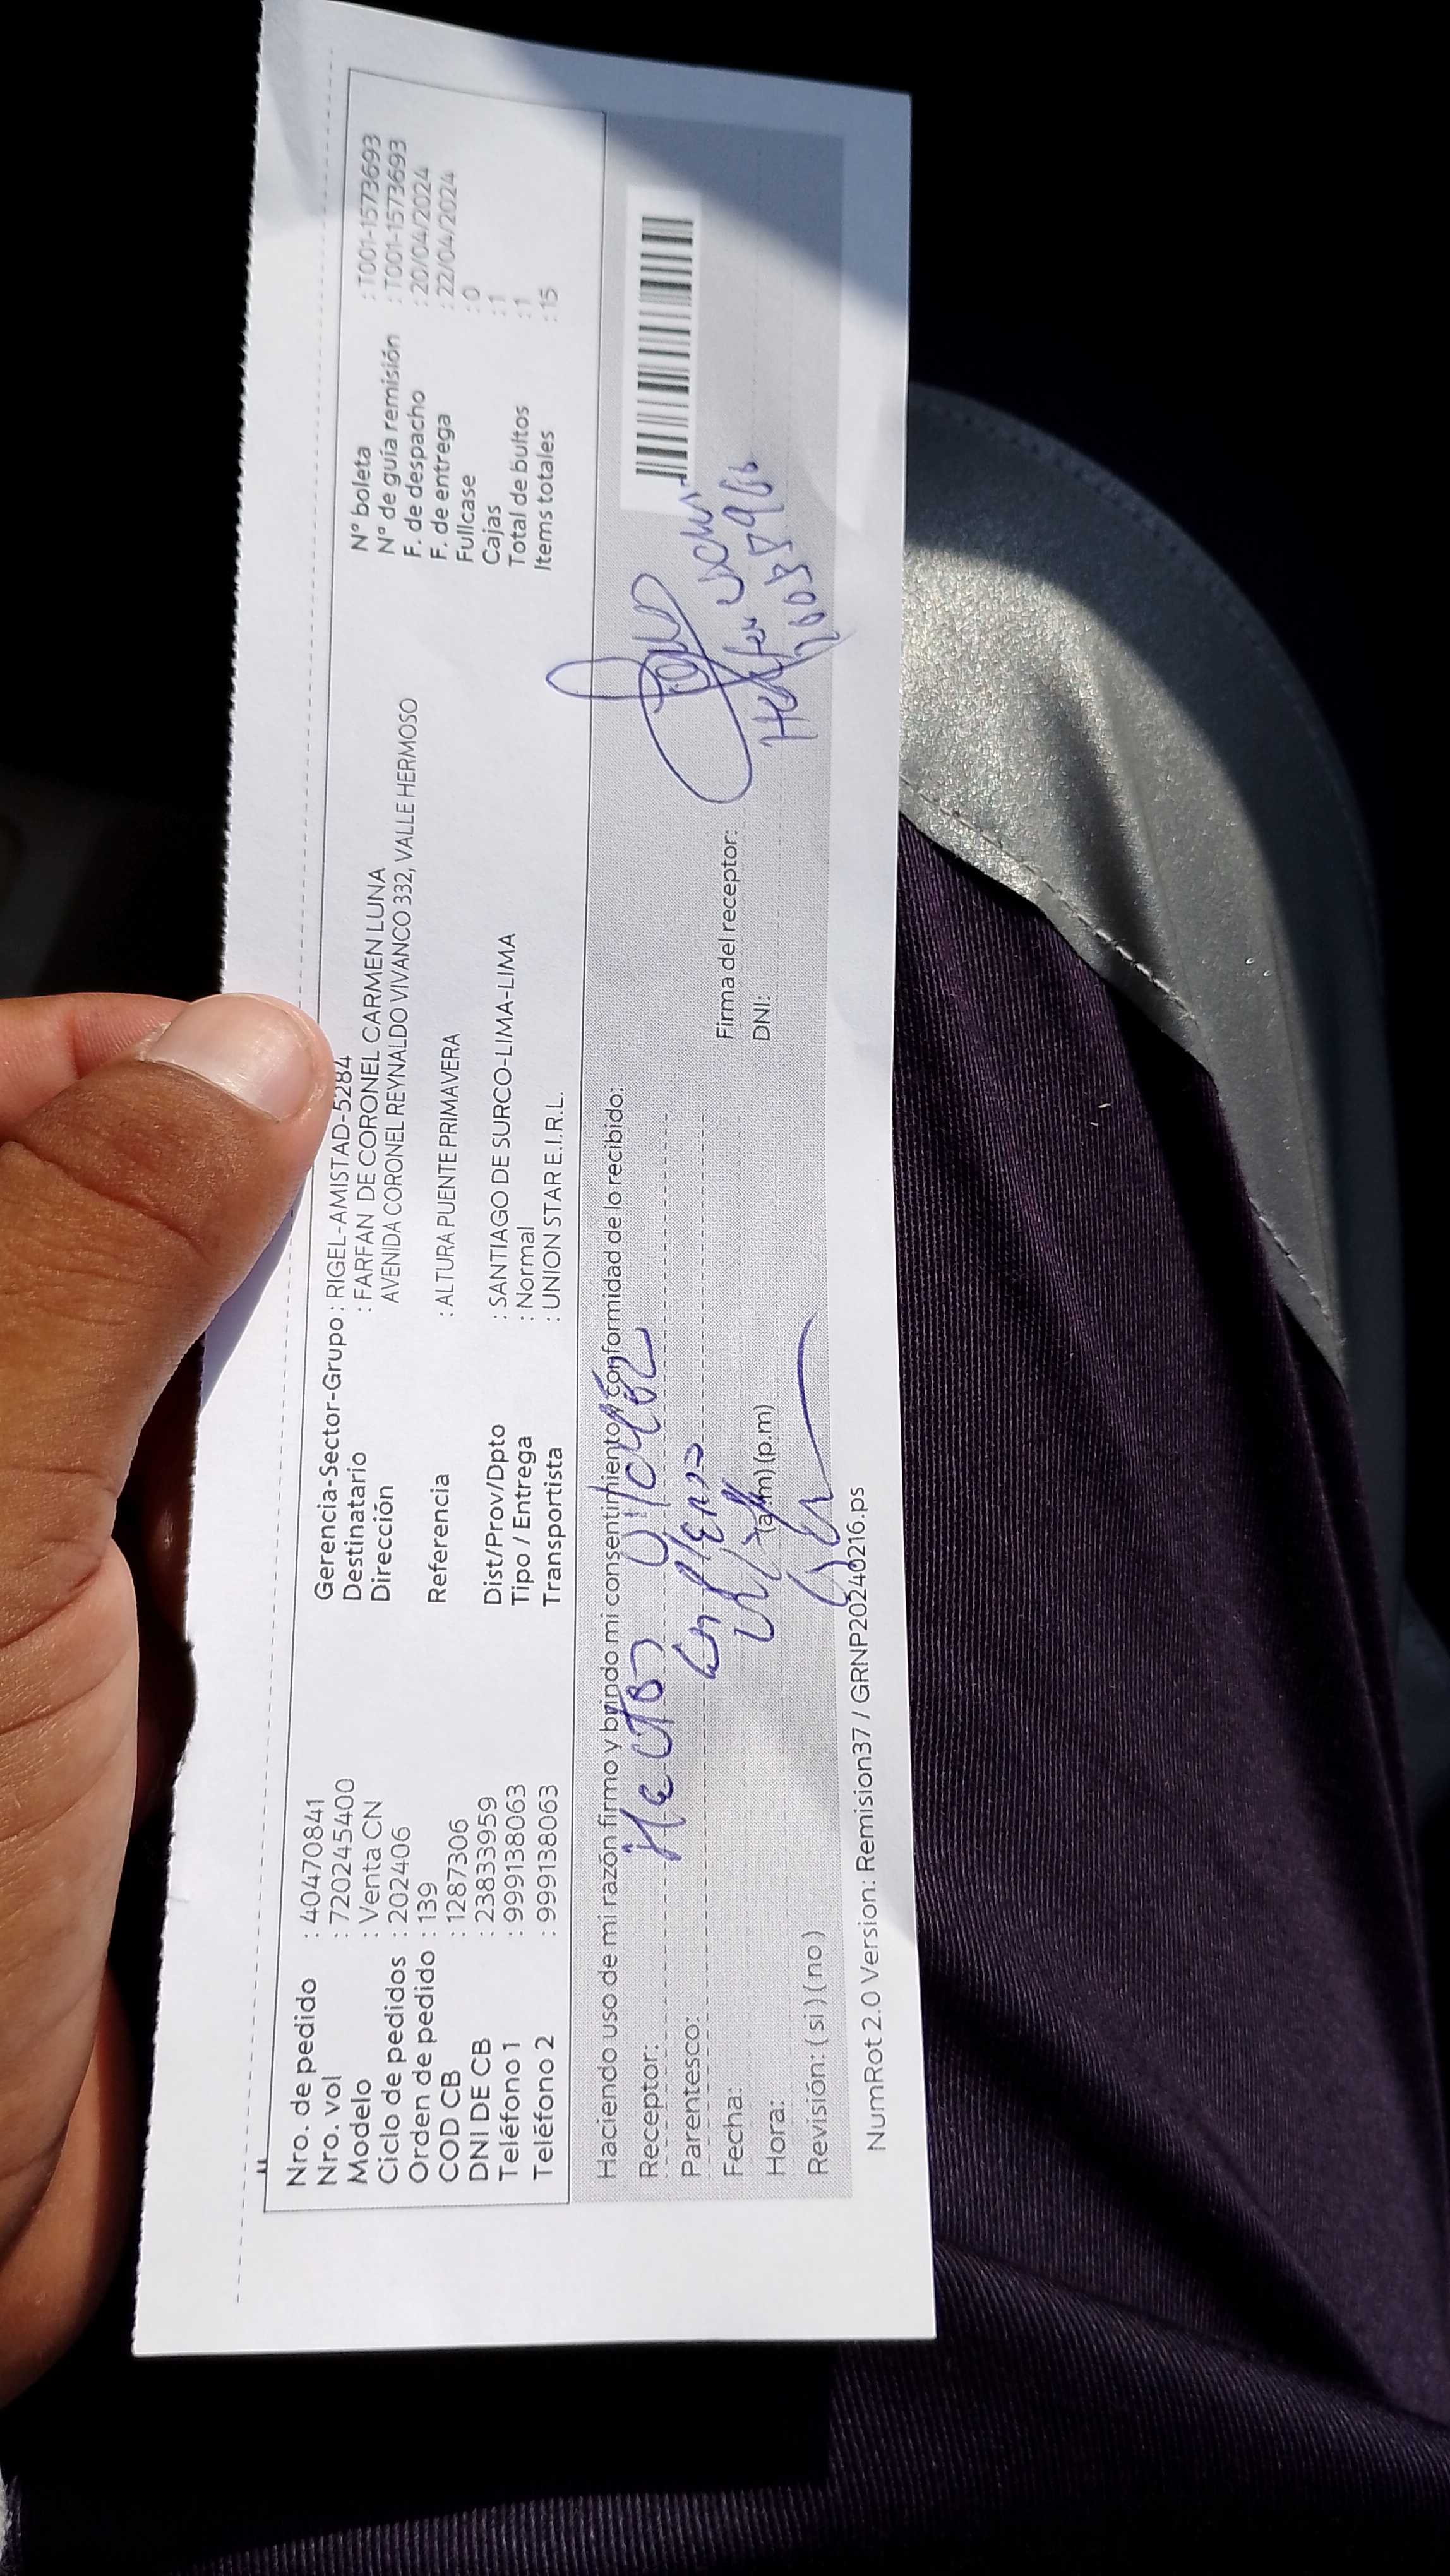 Nro. de pedido : 40470841
Nro. vol : 720245400
Modelo : Venta CN
Ciclo de pedidos : 202406
Orden de pedido : 139
COD CB : 1287306
DNI DE CB : 23833959
Teléfono 1 : 999138063
Teléfono 2 : 999138063
Gerencia-Sector-Grupo : RIGEL-AMISTAD-5284
Destinatario : FARFAN DE CORONEL CARMEN LUNA
Dirección AVENIDA CORONEL REYNALDO VIVANCO 332, VALLE HERMOSO
Referencia : ALTURA PUENTE PRIMAVERA
Dist/Prov/Dpto : SANTIAGO DE SURCO-LIMA-LIMA
Tipo / Entrega : Normal
Transportista : UNION STAR E.I.R.L.
N° boleta : T001-1573693
N° de guía remisión : T001-1573693
F. de despacho : 20/04/2024
F. de entrega : 22/04/2024
Fullcase : 0
Cajas : 1
Total de bultos : 1
Items totales : 15
Haciendo uso de mi razón firmo y brindo mi consentimiento y conformidad de lo recibido:
Receptor:
Parentesco:
Fecha:
Hora: (a.m) (p.m)
Revisión: ( si ) ( no )
Firma del receptor:
DNI:
NumRot 2.0 Version: Remision37 / GRNP20240216.ps